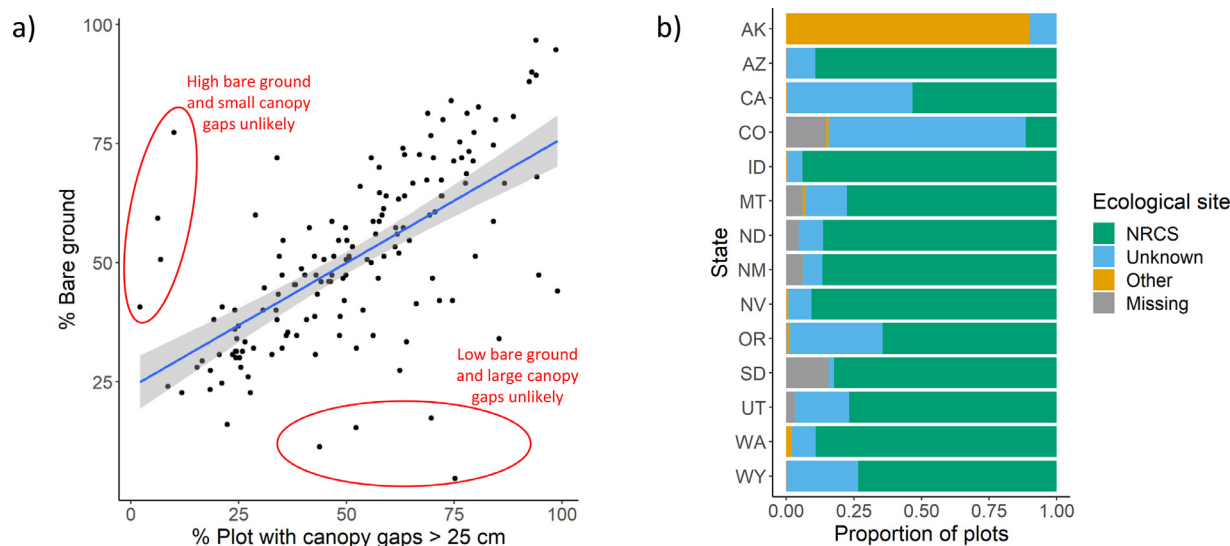 a)
% Bare ground
100
75
50
25
High bare ground
and small canopy
gaps unlikely
Low bare ground
and large canopy
gaps unlikely
0
25
50
75
100
% Plot with canopy gaps > 25 cm
b)
State
AK
AZ
CA
CO
ID
MT
ND
NM
NV
OR
SD
UT
WA
WY
0.00
0.25
0.50
0.75
1.00
Proportion of plots
Ecological site
NRCS
Unknown
Other
Missing